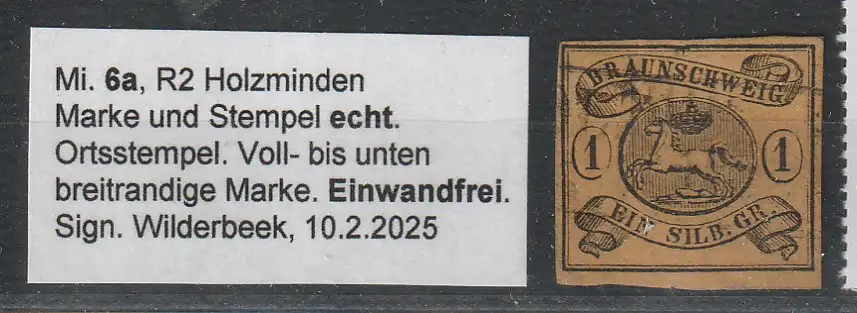 Mi. 6a, R2 Holzminden
Marke und Stempel echt.
Ortsstempel. Voll- bis unten
breitrandige Marke. Einwandfrei.
Sign. Wilderbeek, 10.2.2025
BRAUNSCHWEIG
1 1
EIN SILB. GR.